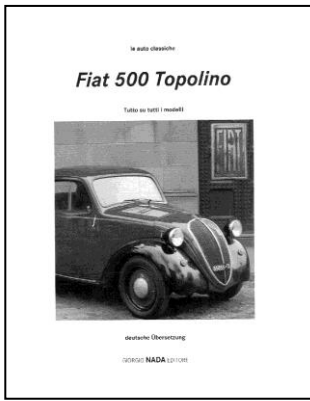 le auto classiche
Fiat 500 Topolino
Tutto su tutti i modelli
FIAT
deutsche Übersetzung
GIORGIO NADA EDITORE